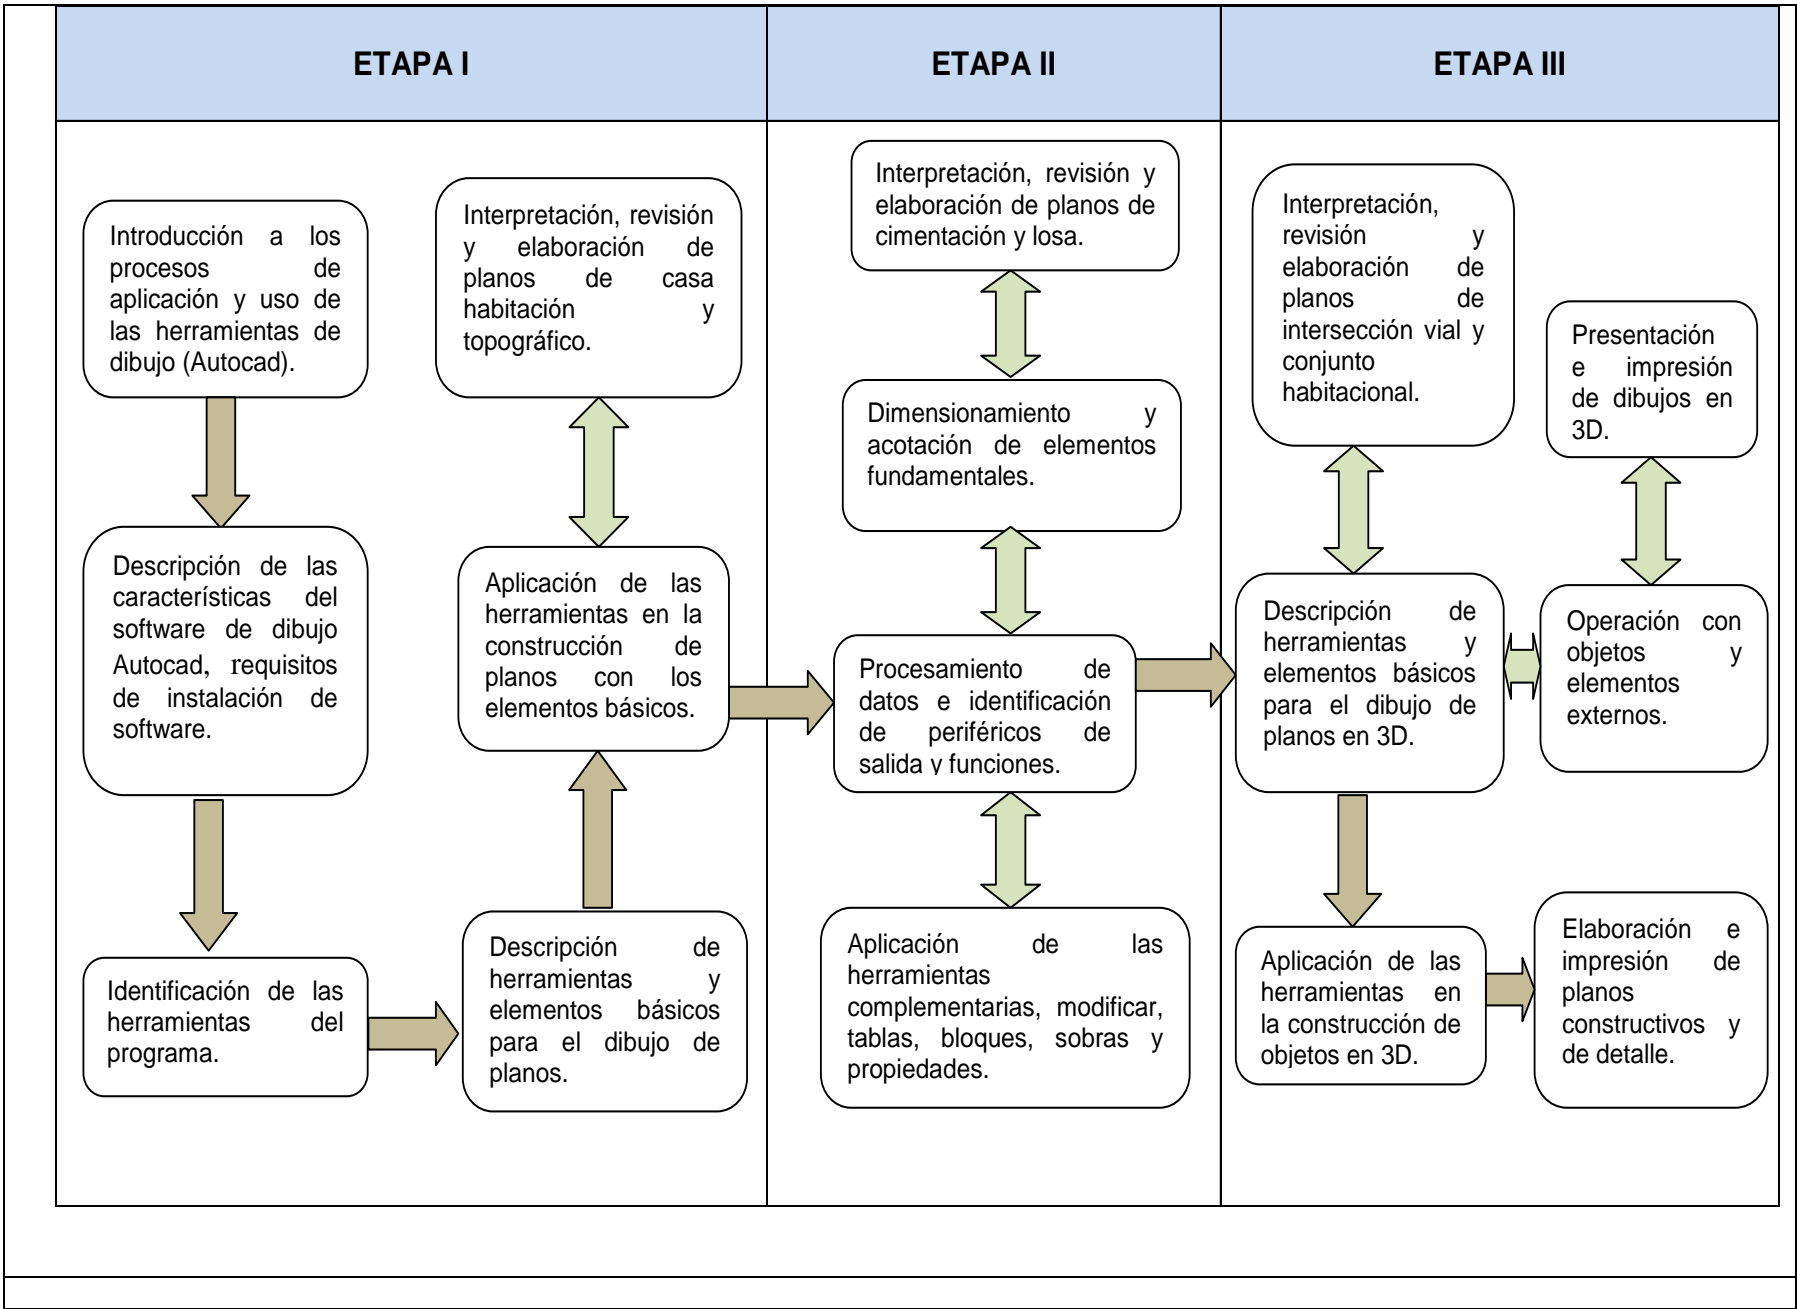 ETAPA I
ETAPA II
ETAPA III
Introducción a los
procesos de
aplicación y uso de
las herramientas de
dibujo (Autocad).
Descripción de las
características del
software de dibujo
Autocad, requisitos
de instalación de
software.
Identificación de las
herramientas del
programa.
Interpretación, revisión
y elaboración de
planos de casa
habitación y
topográfico.
Aplicación de las
herramientas en la
construcción de
planos con los
elementos básicos.
Descripción de
herramientas y
elementos básicos
para el dibujo de
planos.
Interpretación, revisión y
elaboración de planos de
cimentación y losa.
Dimensionamiento y
acotación de elementos
fundamentales.
Procesamiento de
datos e identificación
de periféricos de
salida y funciones.
Aplicación de las
herramientas
complementarias, modificar,
tablas, bloques, sobras y
propiedades.
Interpretación,
revisión y
elaboración de
planos de
intersección vial y
conjunto
habitacional.
Descripción de
herramientas y
elementos básicos
para el dibujo de
planos en 3D.
Aplicación de las
herramientas en
la construcción de
objetos en 3D.
Presentación
e impresión
de dibujos en
3D.
Operación con
objetos y
elementos
externos.
Elaboración e
impresión de
planos
constructivos y
de detalle.